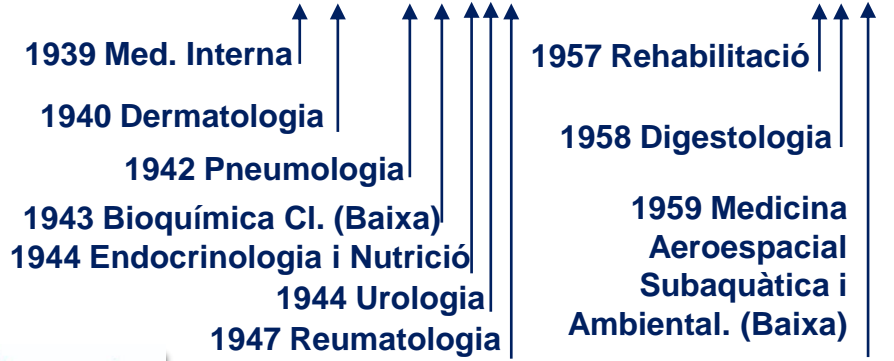 1939 Med. Interna
1940 Dermatologia
1942 Pneumologia
1943 Bioquímica Cl. (Baixa)
1944 Endocrinologia i Nutrició
1944 Urologia
1947 Reumatologia
1957 Rehabilitació
1958 Digestologia
1959 Medicina
Aeroespacial
Subaquàtica i
Ambiental. (Baixa)